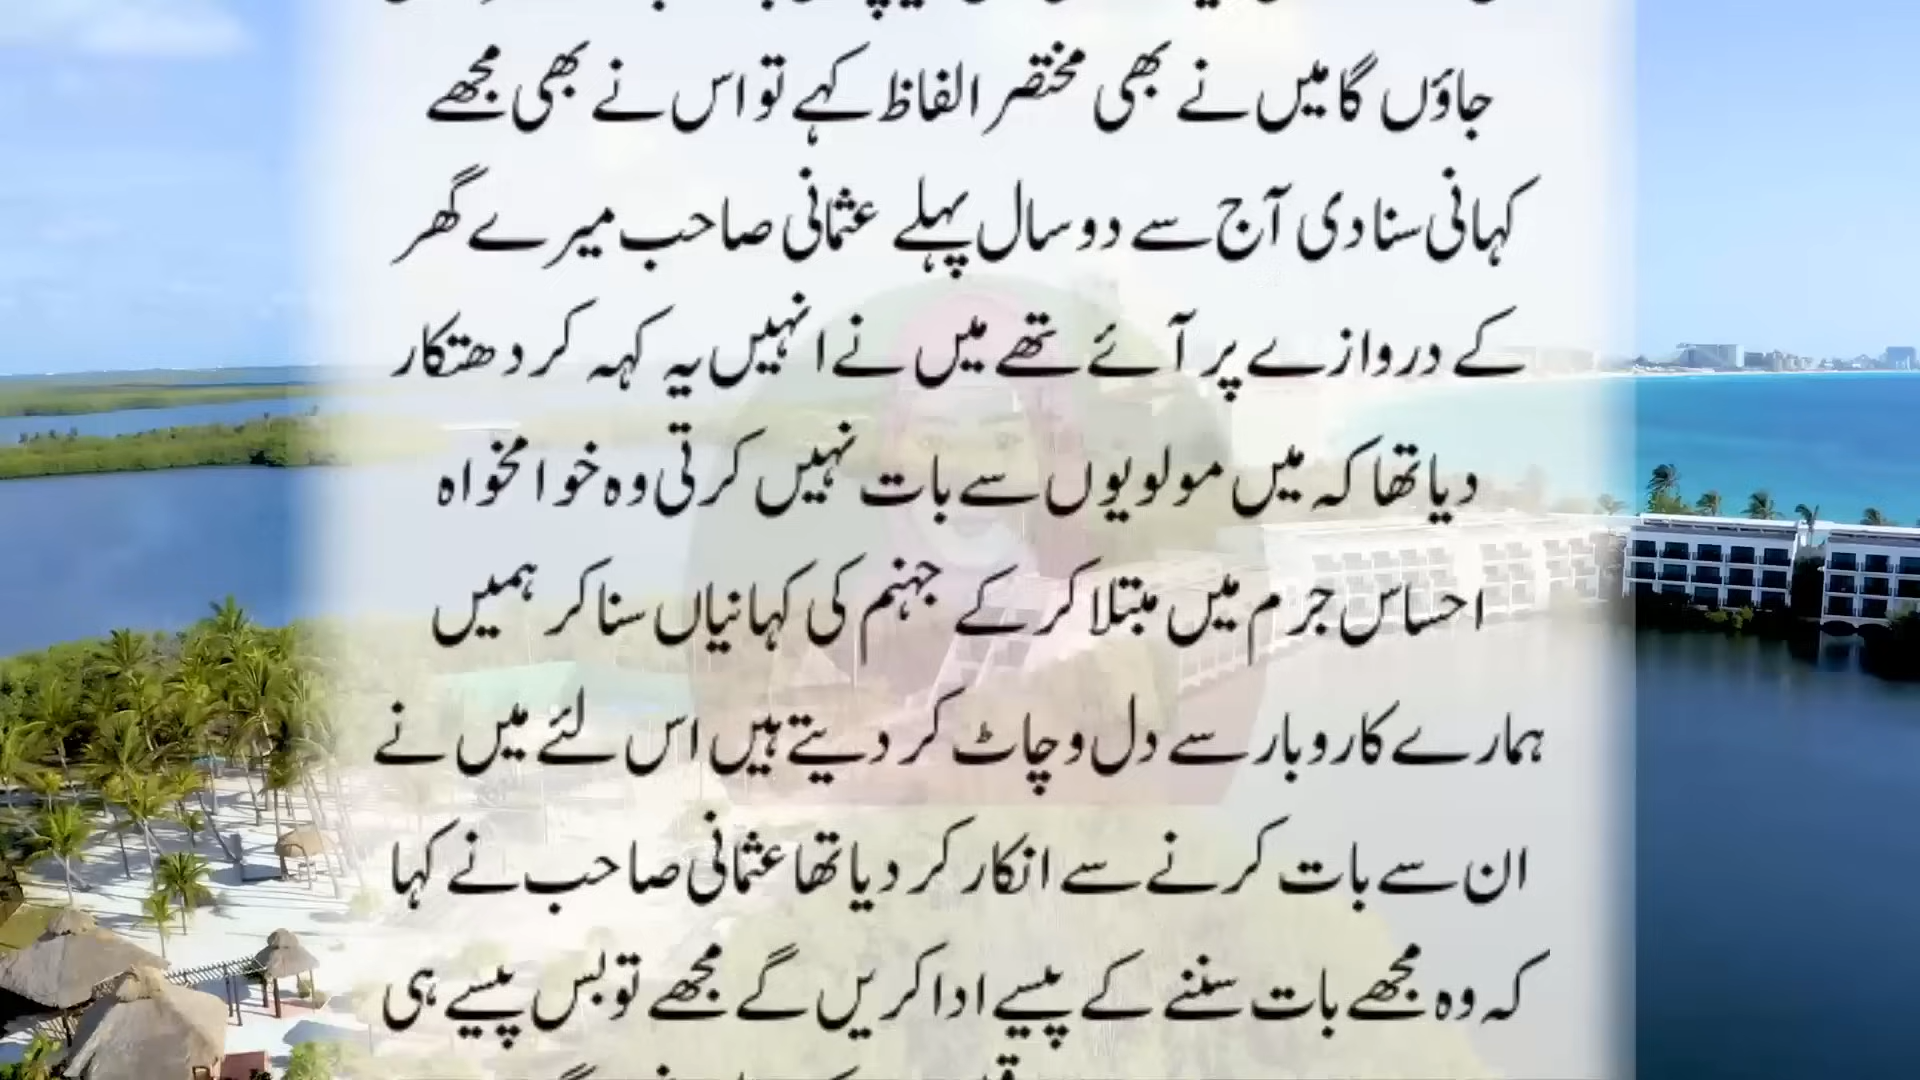 جاؤں گا میں نے بھی مختصر الفاظ کہے تو اس نے بھی مجھے
کہانی سنا دی آج سے دو سال پہلے عثمانی صاحب میرے گھر
کے دروازے پر آئے تھے میں نے انہیں یہ کہہ کر دھتکار
دیا تھا کہ میں مولویوں سے بات نہیں کرتی وہ خوامخواہ
احساس جرم میں مبتلا کر کے جہنم کی کہانیاں سنا کر ہمیں
ہمارے کاروبار سے دل و چاٹ کر دیتے ہیں اس لئے میں نے
ان سے بات کرنے سے انکار کر دیا تھا عثمانی صاحب نے کہا
کہ وہ مجھے بات سننے کے پیسے ادا کریں گے مجھے تو بس پیسے ہی